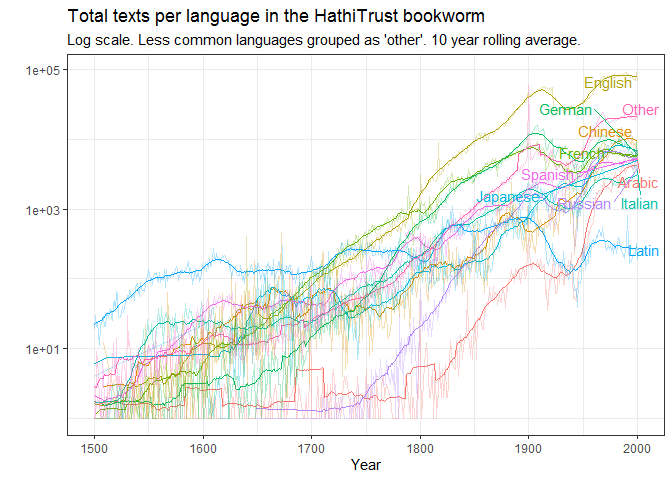 Total texts per language in the HathiTrust bookworm
Log scale. Less common languages grouped as 'other'. 10 year rolling average.
1e+05
English
German
Other
Chinese
French
Spanish
Arabic
1e+03
Japanese
Russian
Italian
Latin
1e+01
1500
1600
1700
1800
1900
2000
Year